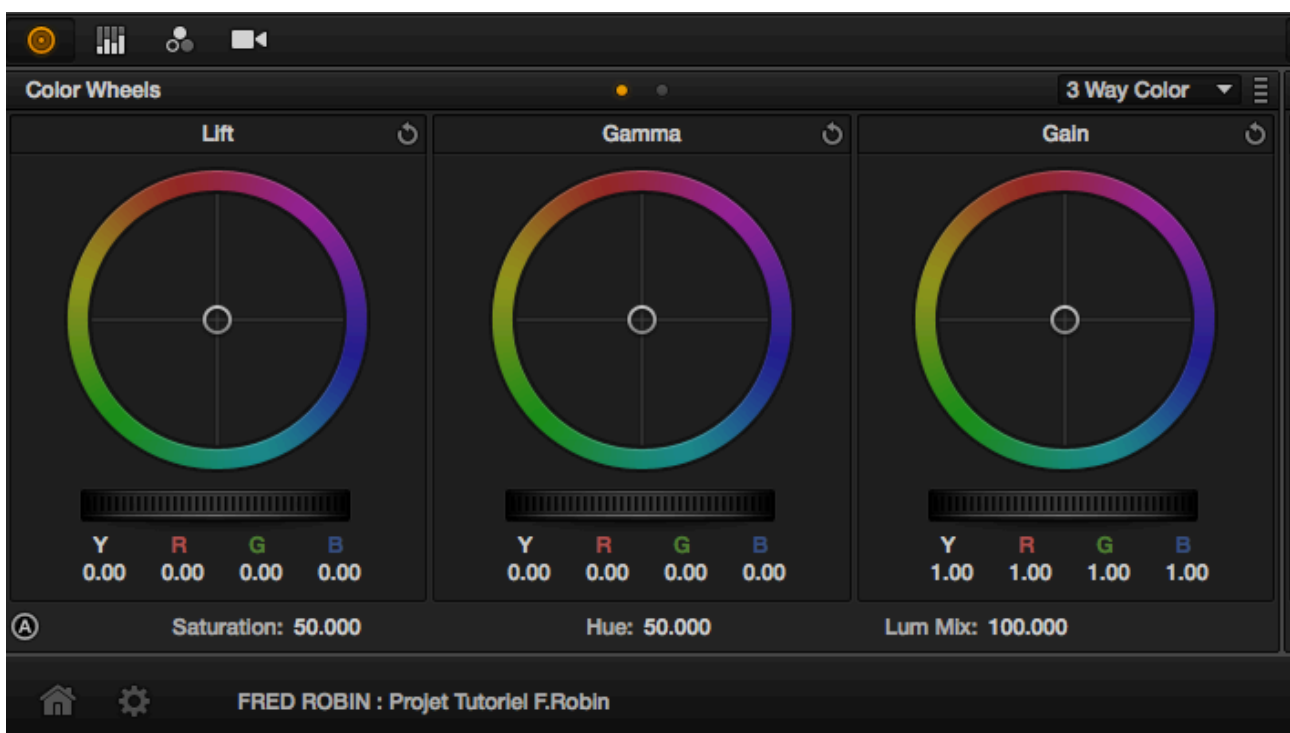 Color Wheels 3 Way Color
Lift Gamma Gain
Y R G B Y R G B Y R G B
0.00 0.00 0.00 0.00 0.00 0.00 0.00 0.00 1.00 1.00 1.00 1.00
A Saturation: 50.000 Hue: 50.000 Lum Mix: 100.000
FRED ROBIN : Projet Tutoriel F.Robin